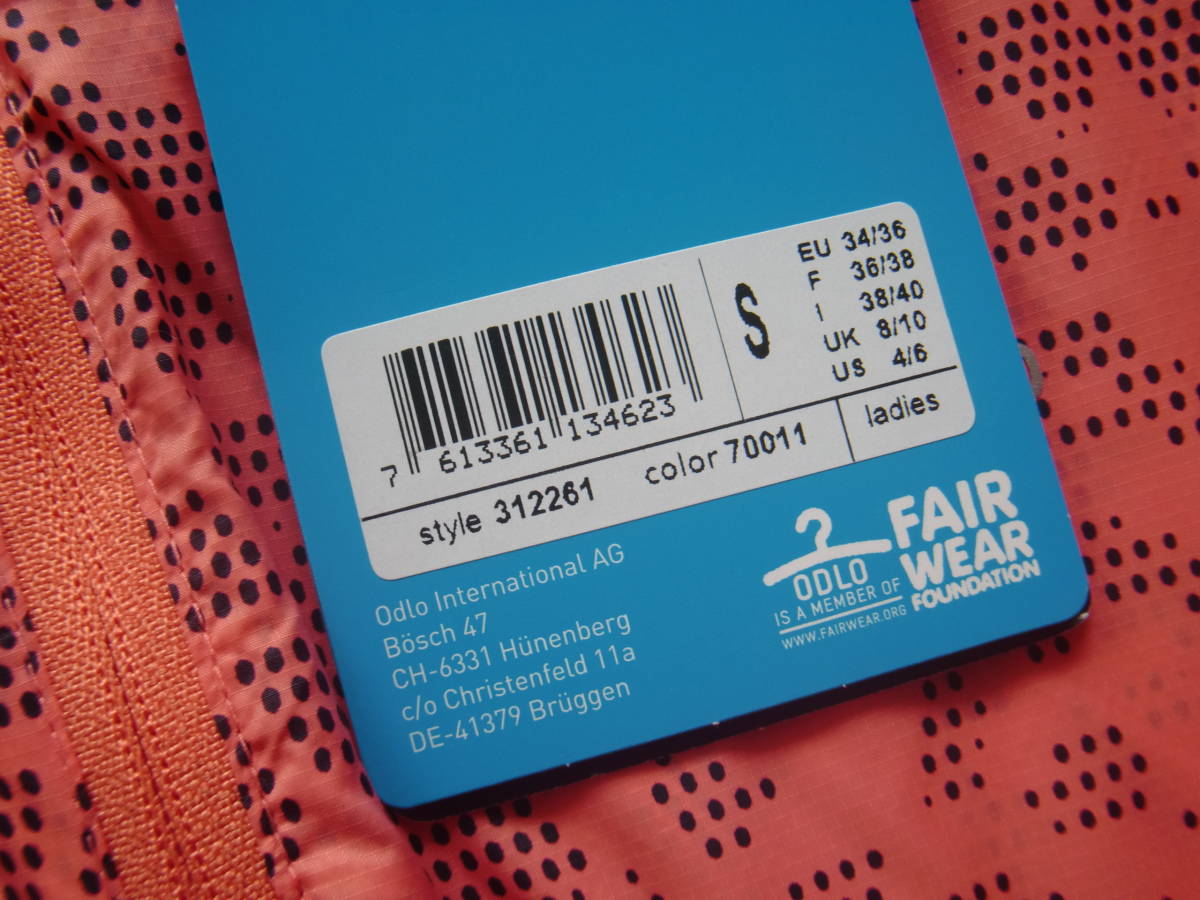 7 613361 134623
S
EU 34/36
F 36/38
I 38/40
UK 8/10
US 4/6
style 312261 color 70011 ladies
Odlo International AG
Bösch 47
CH-6331 Hünenberg
c/o Christenfeld 11a
DE-41379 Brüggen
ODLO
IS A MEMBER OF
WWW.FAIRWEAR.ORG
FAIR
WEAR
FOUNDATION